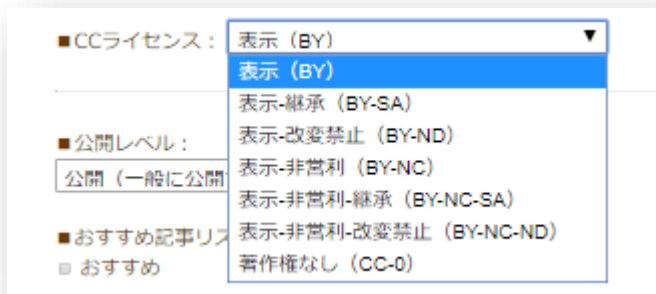 ■CCライセンス： 表示（BY） ▼
表示（BY）
表示-継承（BY-SA）
表示-改変禁止（BY-ND）
■公開レベル：
表示-非営利（BY-NC）
公開（一般に公開
表示-非営利-継承（BY-NC-SA）
■おすすめ記事リス
表示-非営利-改変禁止（BY-NC-ND）
おすすめ
著作権なし（CC-0）